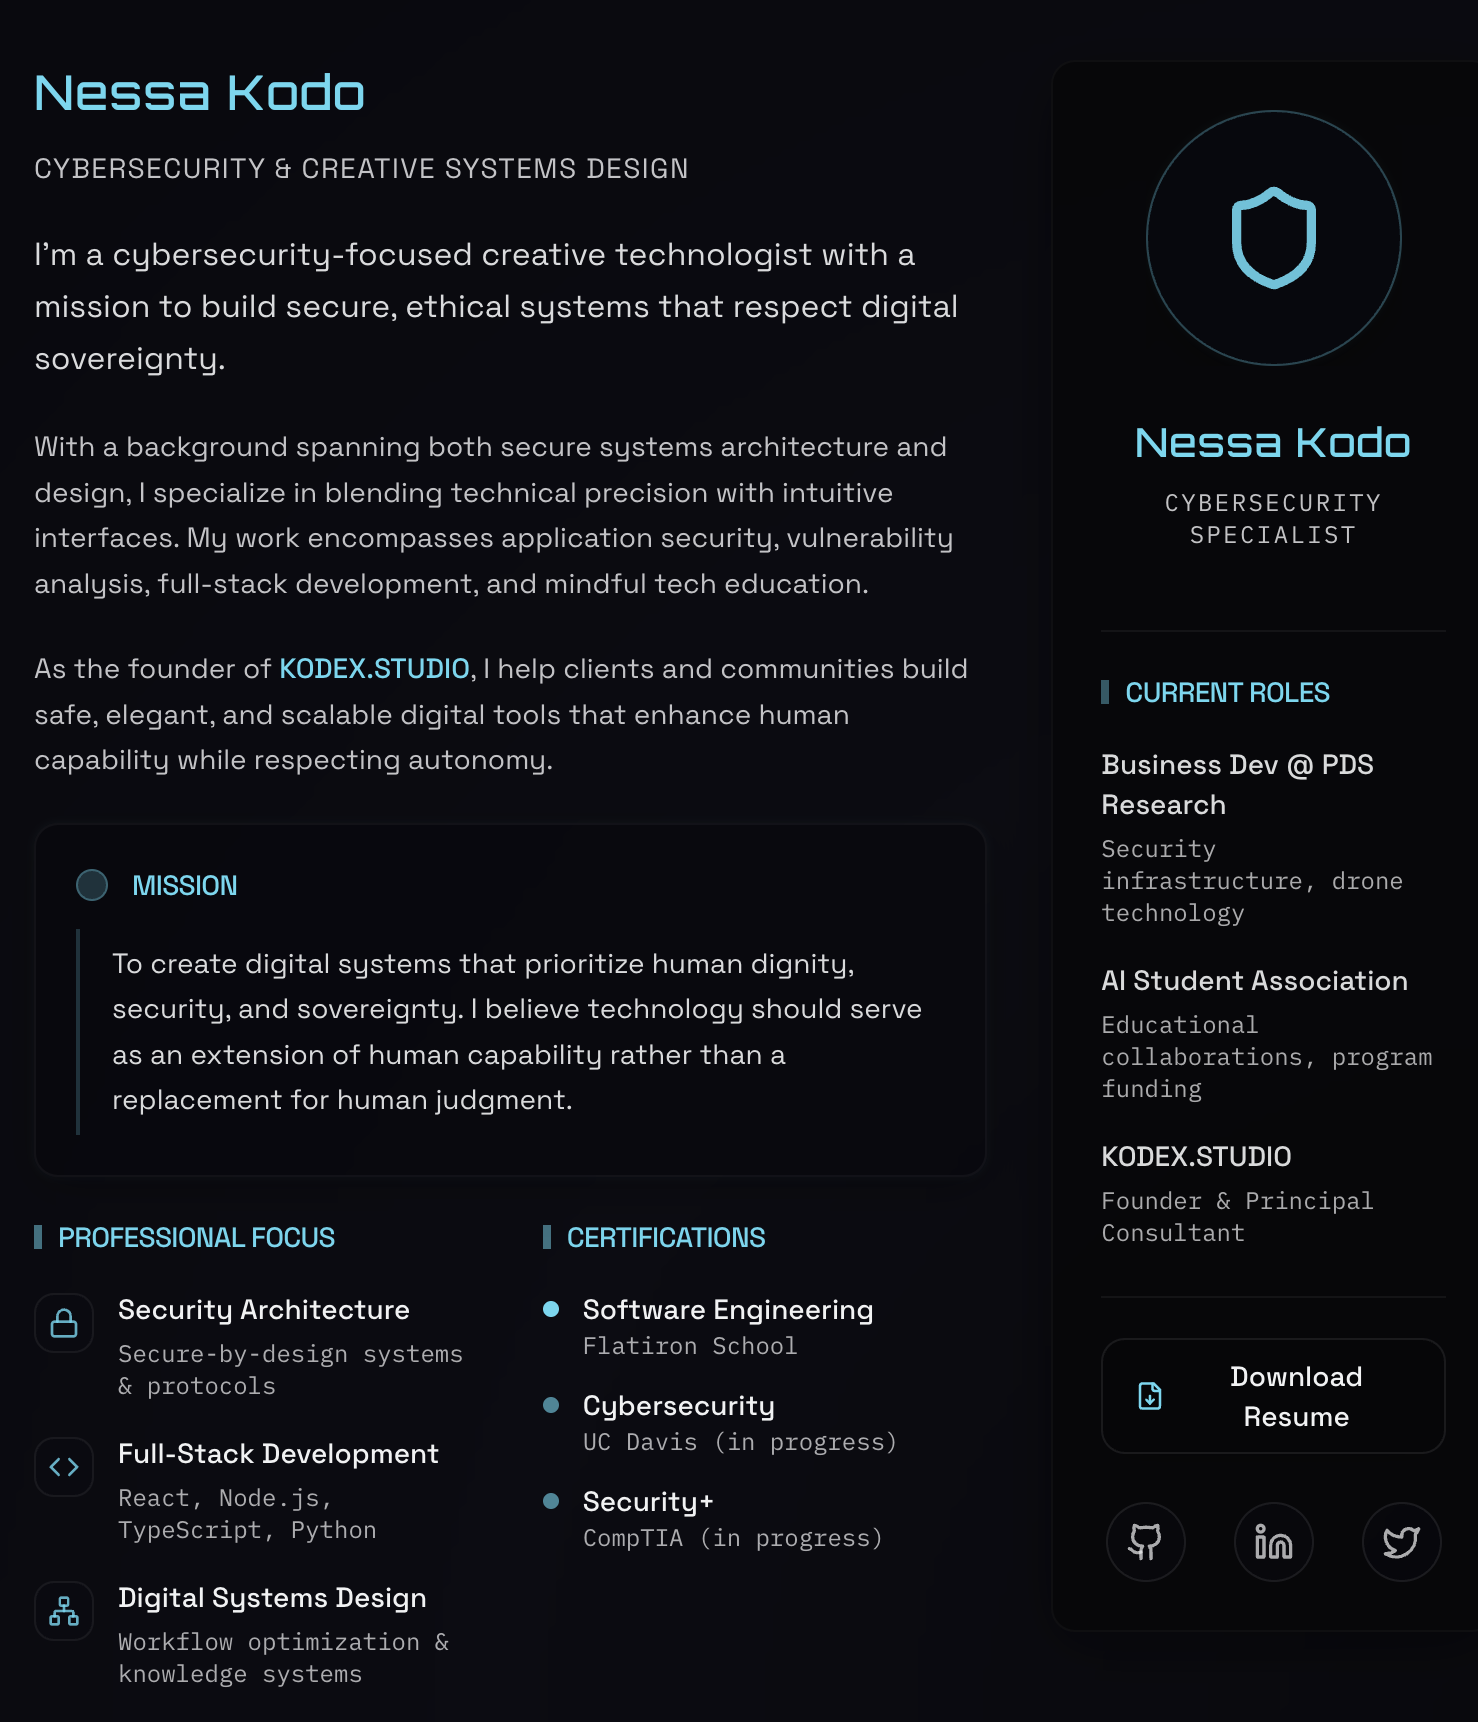 Nessa Kodo
CYBERSECURITY & CREATIVE SYSTEMS DESIGN
I’m a cybersecurity-focused creative technologist with a
mission to build secure, ethical systems that respect digital
sovereignty.
With a background spanning both secure systems architecture and
design, I specialize in blending technical precision with intuitive
interfaces. My work encompasses application security, vulnerability
analysis, full-stack development, and mindful tech education.
As the founder of KODEX.STUDIO, I help clients and communities build
safe, elegant, and scalable digital tools that enhance human
capability while respecting autonomy.
MISSION
To create digital systems that prioritize human dignity,
security, and sovereignty. I believe technology should serve
as an extension of human capability rather than a
replacement for human judgment.
PROFESSIONAL FOCUS
Security Architecture
Secure-by-design systems
& protocols
Full-Stack Development
React, Node.js,
TypeScript, Python
Digital Systems Design
Workflow optimization &
knowledge systems
CERTIFICATIONS
Software Engineering
Flatiron School
Cybersecurity
UC Davis (in progress)
Security+
CompTIA (in progress)
Nessa Kodo
CYBERSECURITY
SPECIALIST
CURRENT ROLES
Business Dev @ PDS
Research
Security
infrastructure, drone
technology
AI Student Association
Educational
collaborations, program
funding
KODEX.STUDIO
Founder & Principal
Consultant
Download
Resume